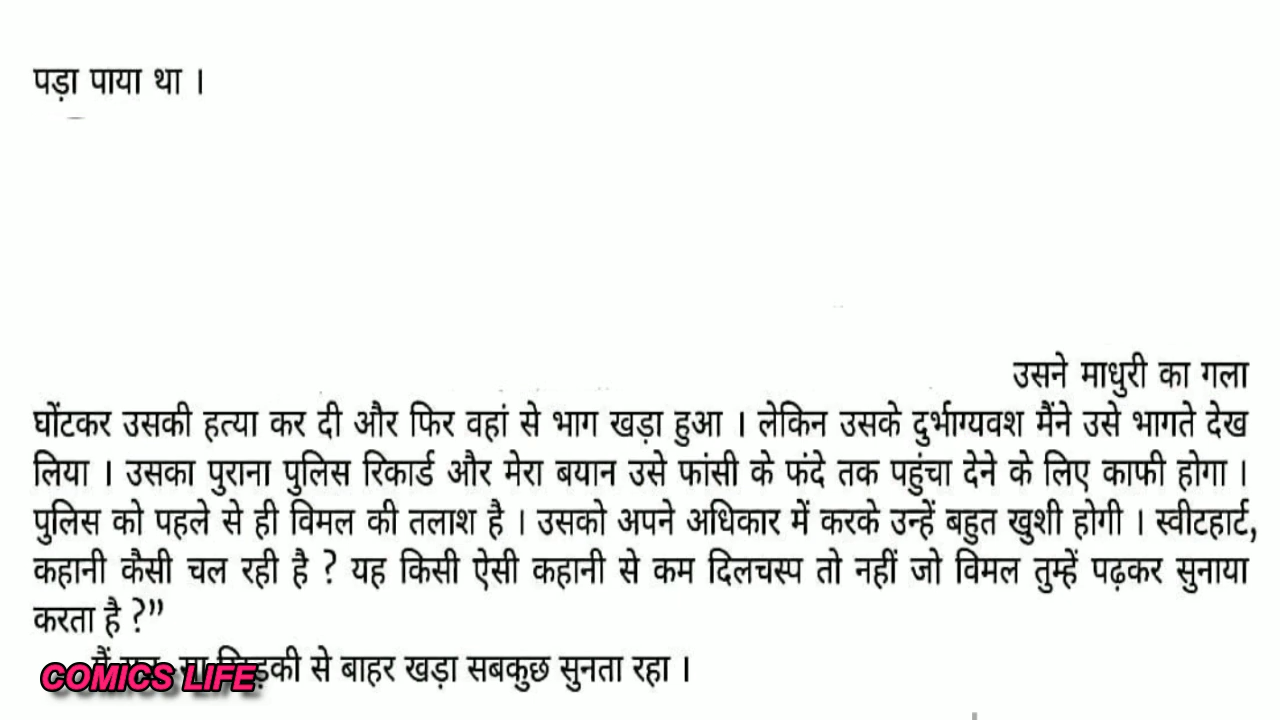 पड़ा पाया था ।
उसने माधुरी का गला
घोंटकर उसकी हत्या कर दी और फिर वहां से भाग खड़ा हुआ । लेकिन उसके दुर्भाग्यवश मैंने उसे भागते देख
लिया । उसका पुराना पुलिस रिकार्ड और मेरा बयान उसे फांसी के फंदे तक पहुंचा देने के लिए काफी होगा ।
पुलिस को पहले से ही विमल की तलाश है । उसको अपने अधिकार में करके उन्हें बहुत खुशी होगी । स्वीटहार्ट,
कहानी कैसी चल रही है ? यह किसी ऐसी कहानी से कम दिलचस्प तो नहीं जो विमल तुम्हें पढ़कर सुनाया
करता है ?”
मैं से बाहर खड़ा सबकुछ सुनता रहा ।
COMICS LIFE